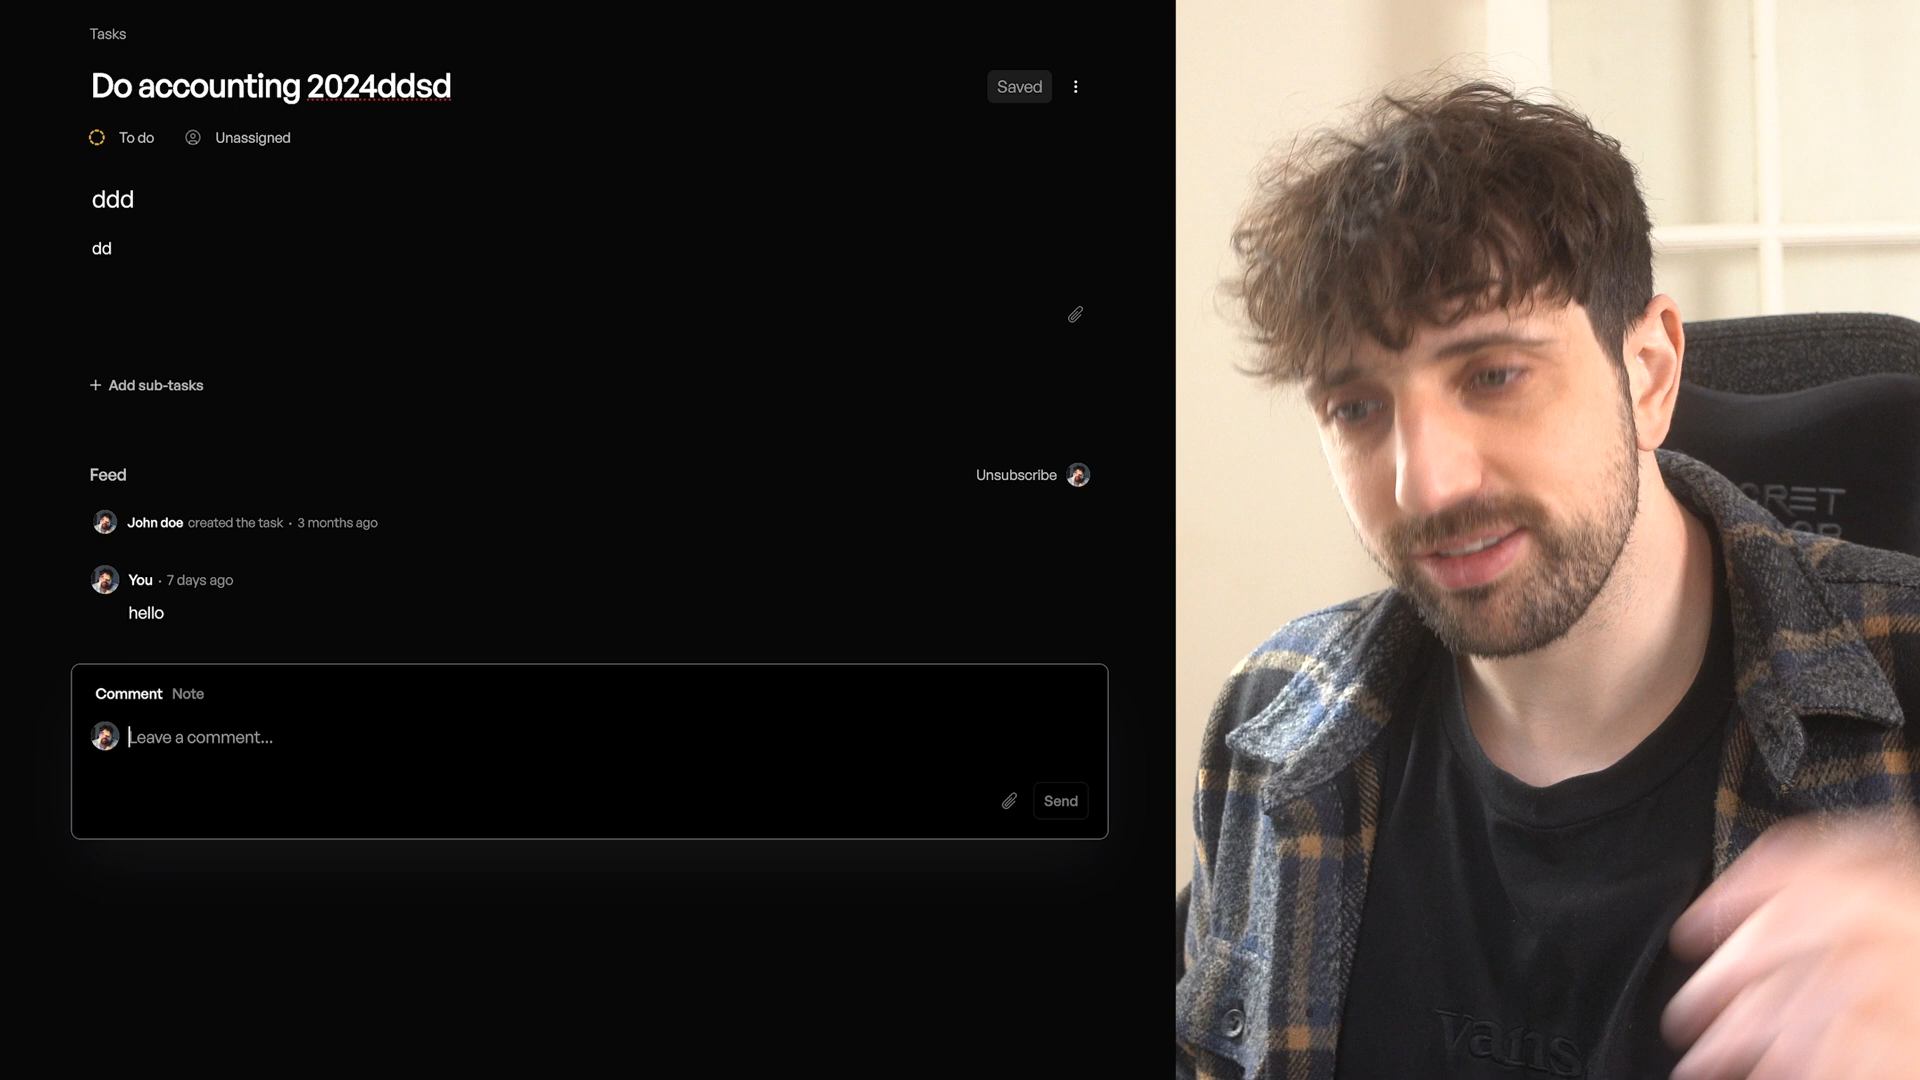 Tasks
Do accounting 2024ddsd
Saved
To do
Unassigned
ddd
dd
+ Add sub-tasks
Feed
Unsubscribe
John doe created the task · 3 months ago
You · 7 days ago
hello
Comment Note
Leave a comment...
Send
vans